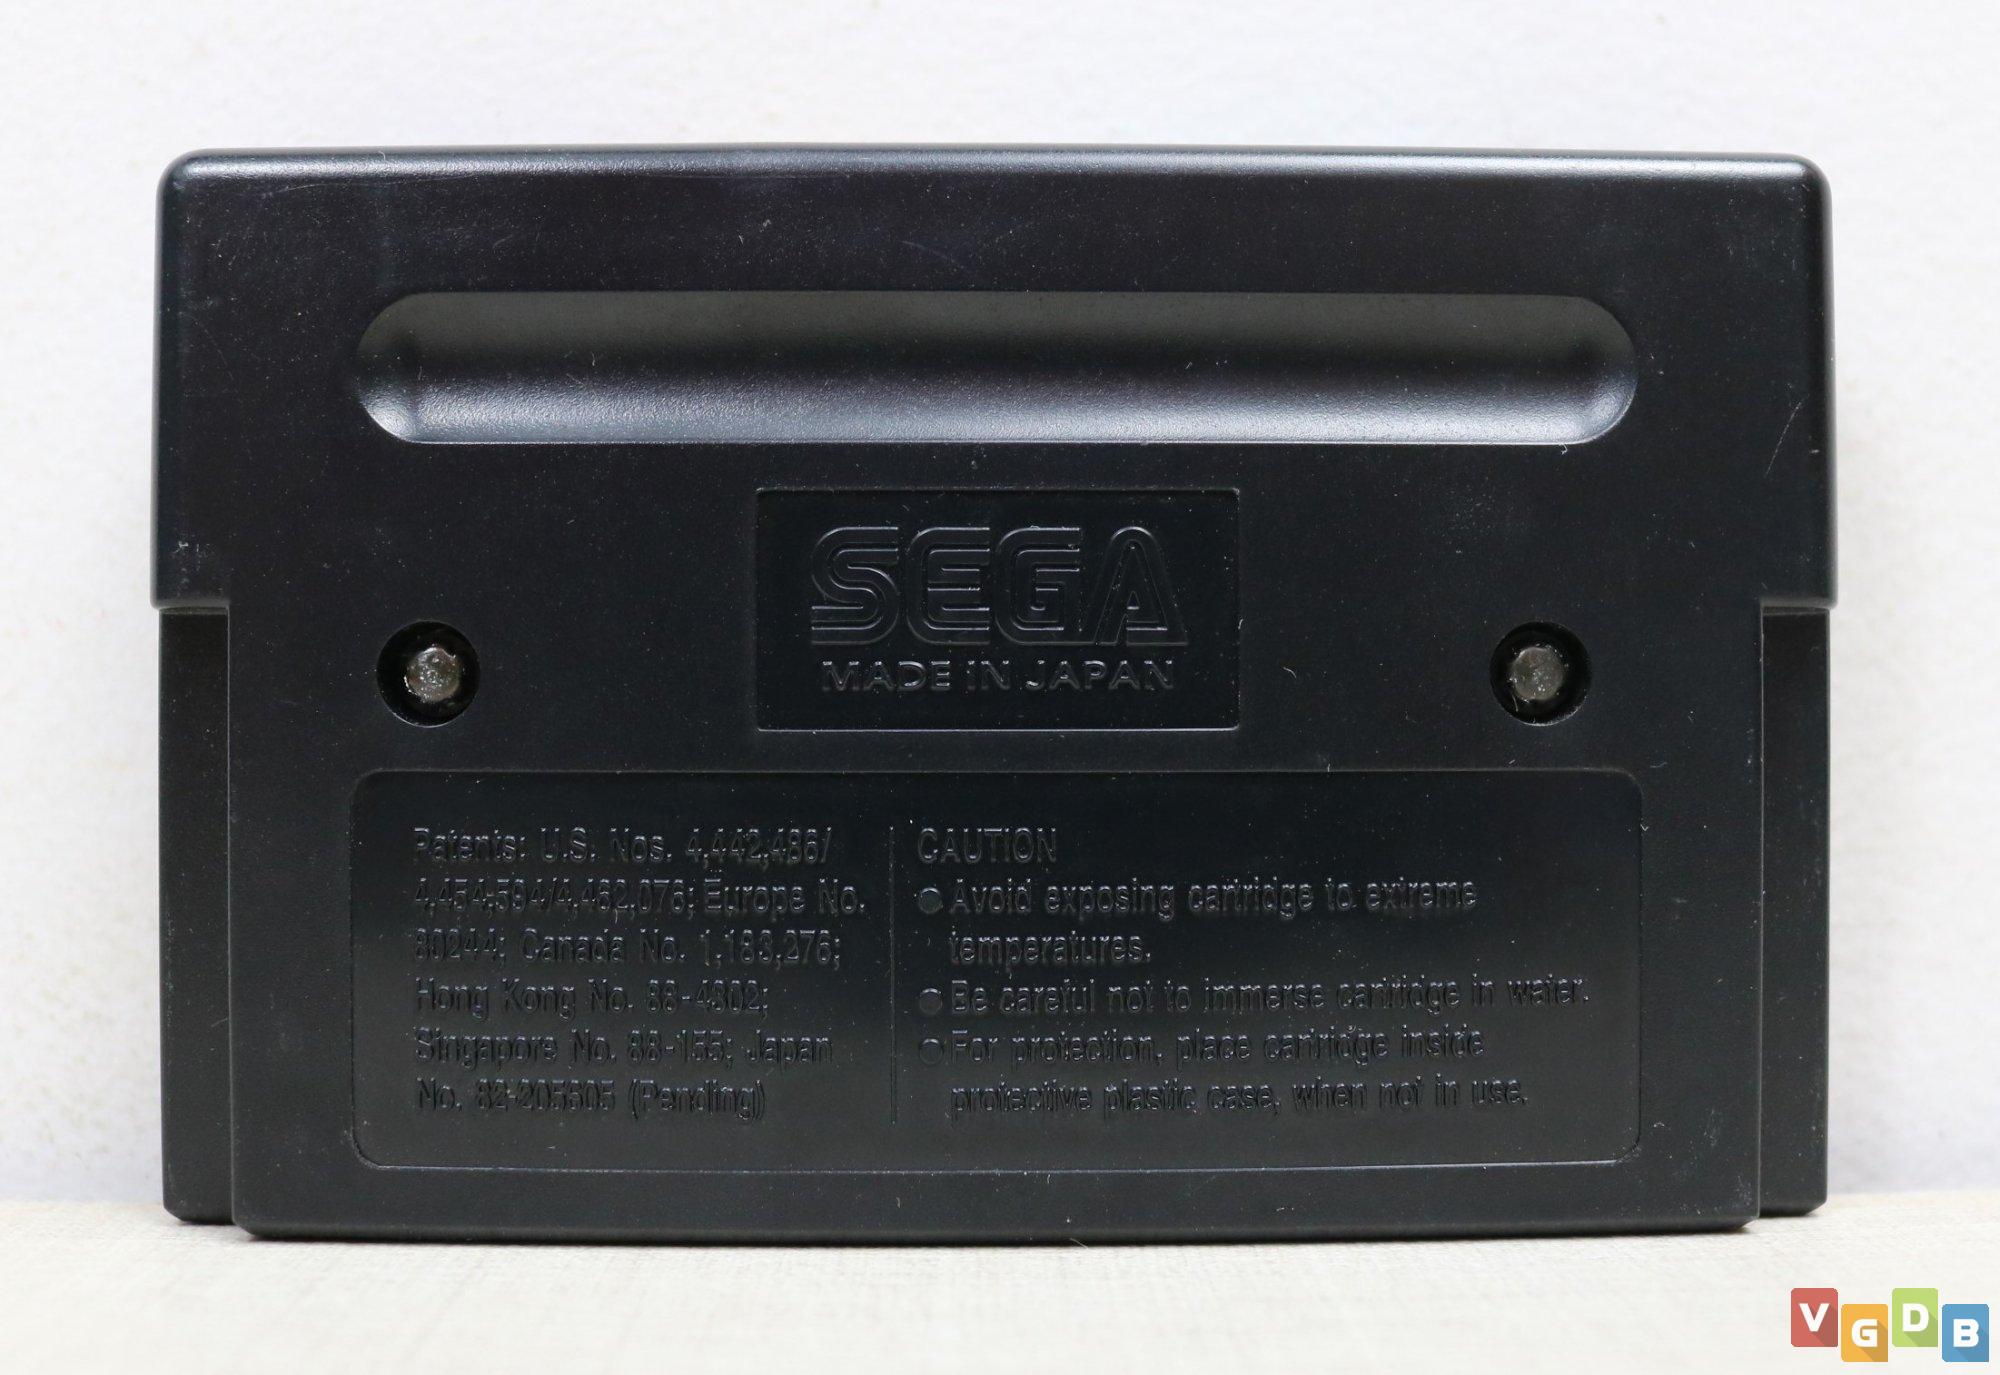 SEGA
MADE IN JAPAN
Patents: U.S. Nos. 4,442,486/
4,454,594/4,462,076; Europe No.
80244; Canada No. 1,183,276;
Hong Kong No. 88-4302;
Singapore No. 88-155; Japan
No. 82-205605 (Pending)
CAUTION
● Avoid exposing cartridge to extreme
temperatures.
● Be careful not to immerse cartridge in water.
● For protection, place cartridge inside
protective plastic case, when not in use.
VGDB